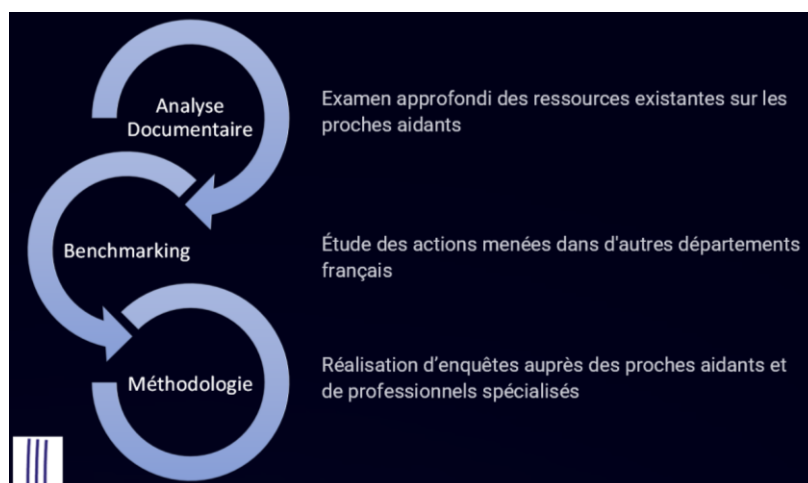 Analyse
Documentaire
Examen approfondi des ressources existantes sur les
proches aidants
Benchmarking
Étude des actions menées dans d'autres départements
français
Méthodologie
Réalisation d’enquêtes auprès des proches aidants et
de professionnels spécialisés